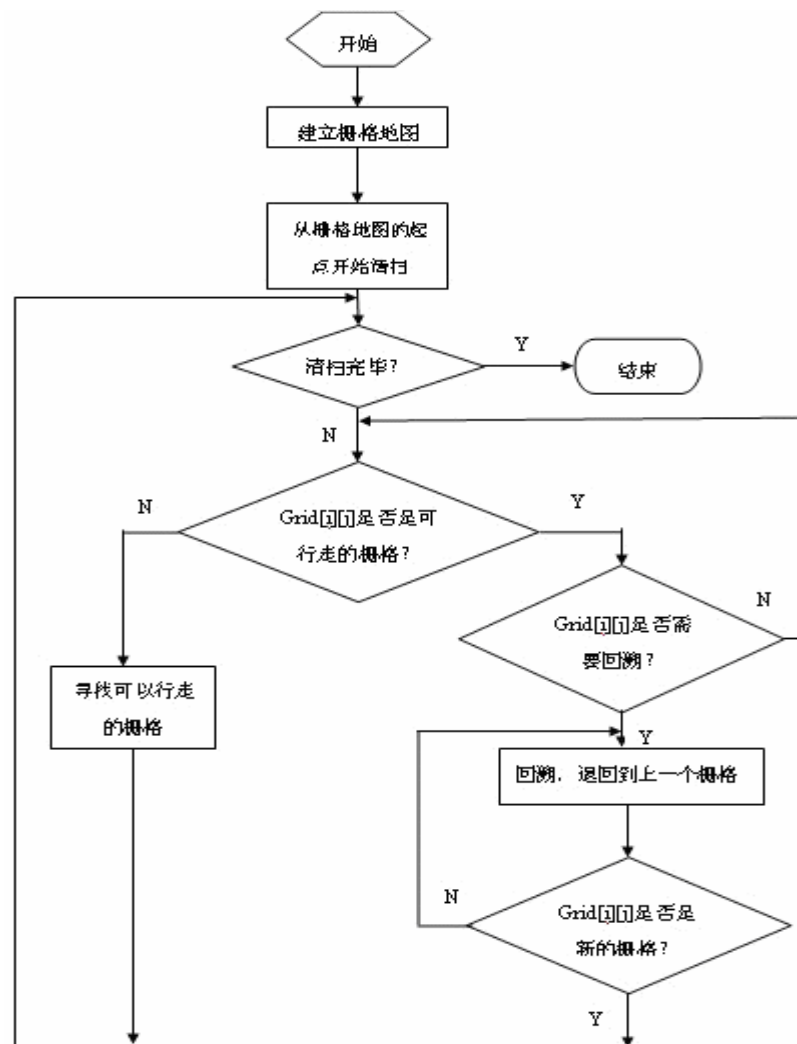 开始
建立栅格地图
从栅格地图的起
点开始清扫
清扫完毕?
Y
结束
N
Grid[i][j]是否是可
行走的栅格?
N
Y
Grid[i][j]是否需
要回溯?
N
Y
寻找可以行走
的栅格
回溯，退回到上一个栅格
Grid[i][j]是否是
新的栅格?
N
Y